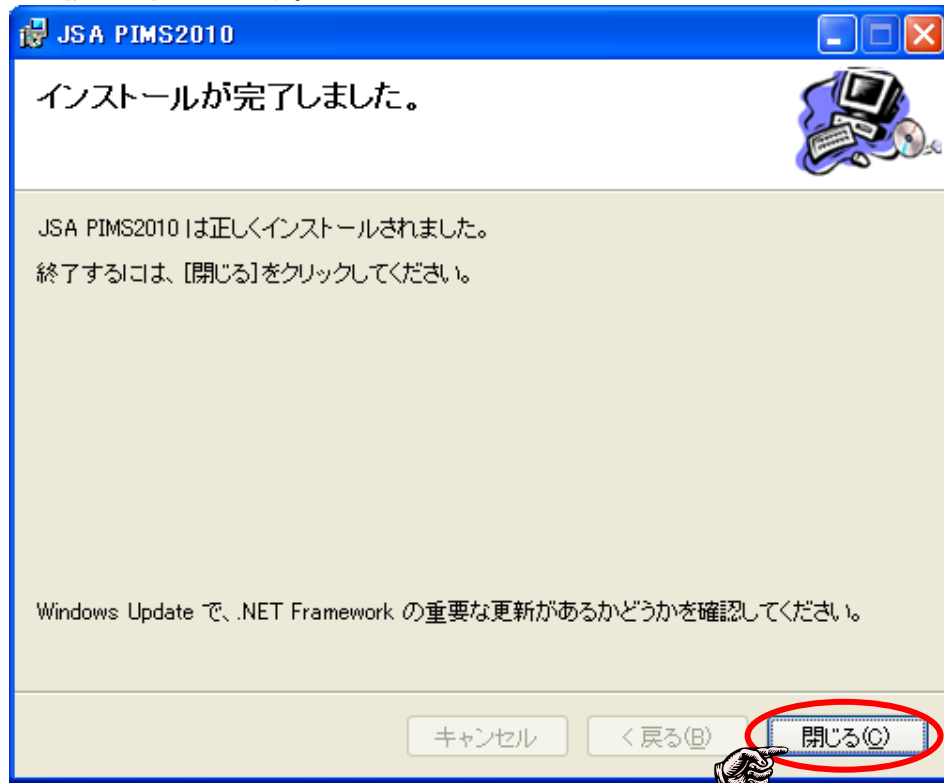 JSA PIMS2010
インストールが完了しました。
JSA PIMS2010 は正しくインストールされました。
終了するには、[閉じる]をクリックしてください。
Windows Update で、.NET Framework の重要な更新があるかどうかを確認してください。
キャンセル
< 戻る(B)
閉じる(C)